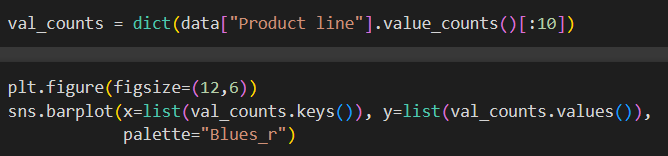 val_counts = dict(data["Product line"].value_counts()[:10])
plt.figure(figsize=(12,6))
sns.barplot(x=list(val_counts.keys()), y=list(val_counts.values()),
            palette="Blues_r")